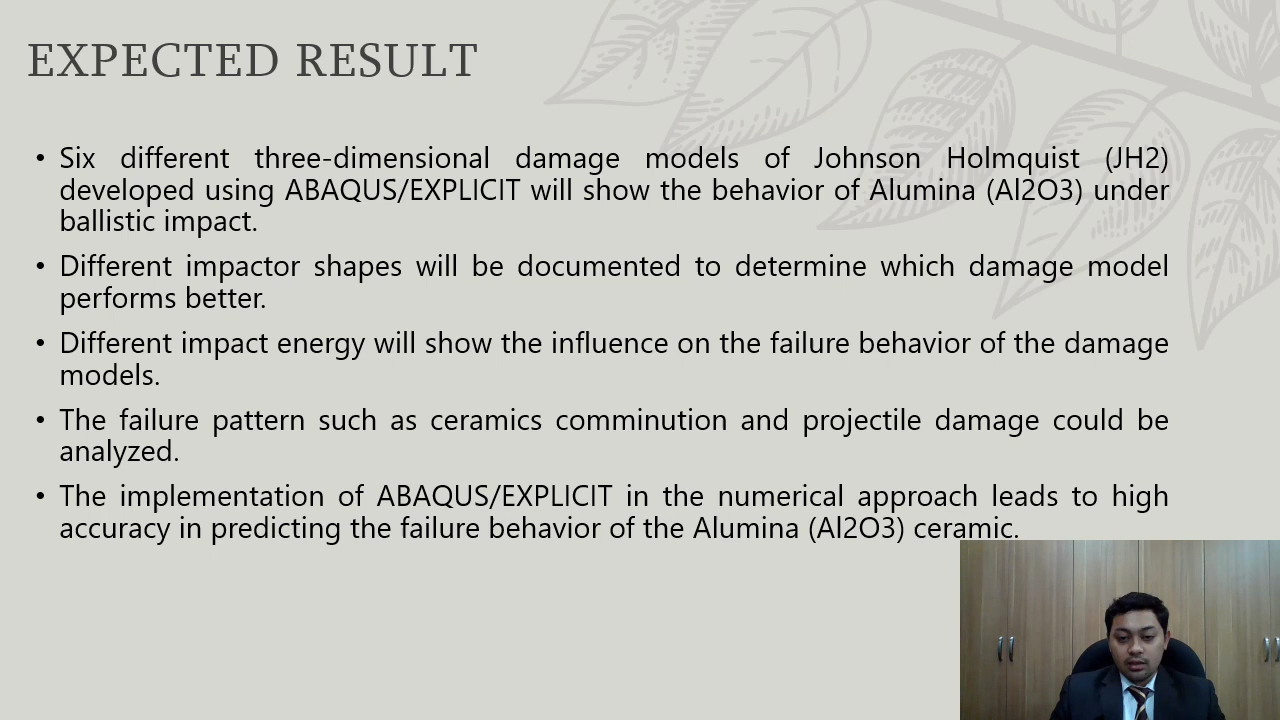 EXPECTED RESULT
• Six different three-dimensional damage models of Johnson Holmquist (JH2)
developed using ABAQUS/EXPLICIT will show the behavior of Alumina (Al2O3) under
ballistic impact.
• Different impactor shapes will be documented to determine which damage model
performs better.
• Different impact energy will show the influence on the failure behavior of the damage
models.
• The failure pattern such as ceramics comminution and projectile damage could be
analyzed.
• The implementation of ABAQUS/EXPLICIT in the numerical approach leads to high
accuracy in predicting the failure behavior of the Alumina (Al2O3) ceramic.